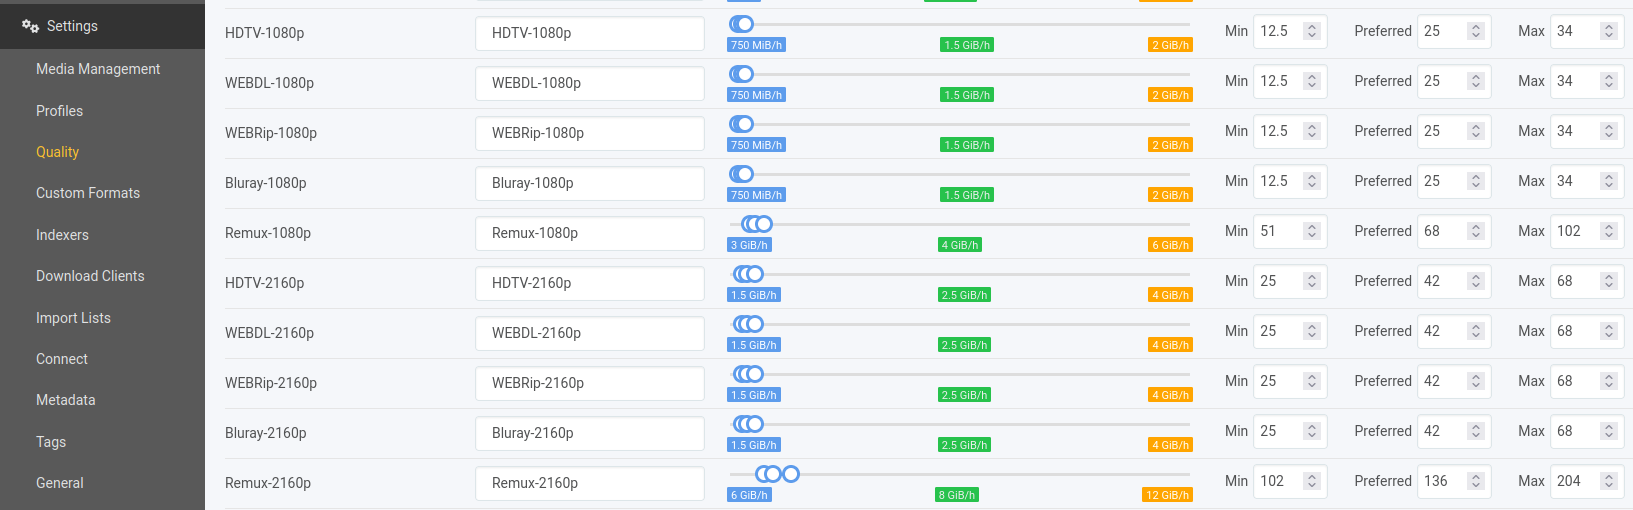 Settings
Media Management
Profiles
Quality
Custom Formats
Indexers
Download Clients
Import Lists
Connect
Metadata
Tags
General
HDTV-1080p HDTV-1080p 750 MiB/h 1.5 GiB/h 2 GiB/h Min 12.5 Preferred 25 Max 34
WEBDL-1080p WEBDL-1080p 750 MiB/h 1.5 GiB/h 2 GiB/h Min 12.5 Preferred 25 Max 34
WEBRip-1080p WEBRip-1080p 750 MiB/h 1.5 GiB/h 2 GiB/h Min 12.5 Preferred 25 Max 34
Bluray-1080p Bluray-1080p 750 MiB/h 1.5 GiB/h 2 GiB/h Min 12.5 Preferred 25 Max 34
Remux-1080p Remux-1080p 3 GiB/h 4 GiB/h 6 GiB/h Min 51 Preferred 68 Max 102
HDTV-2160p HDTV-2160p 1.5 GiB/h 2.5 GiB/h 4 GiB/h Min 25 Preferred 42 Max 68
WEBDL-2160p WEBDL-2160p 1.5 GiB/h 2.5 GiB/h 4 GiB/h Min 25 Preferred 42 Max 68
WEBRip-2160p WEBRip-2160p 1.5 GiB/h 2.5 GiB/h 4 GiB/h Min 25 Preferred 42 Max 68
Bluray-2160p Bluray-2160p 1.5 GiB/h 2.5 GiB/h 4 GiB/h Min 25 Preferred 42 Max 68
Remux-2160p Remux-2160p 6 GiB/h 8 GiB/h 12 GiB/h Min 102 Preferred 136 Max 204